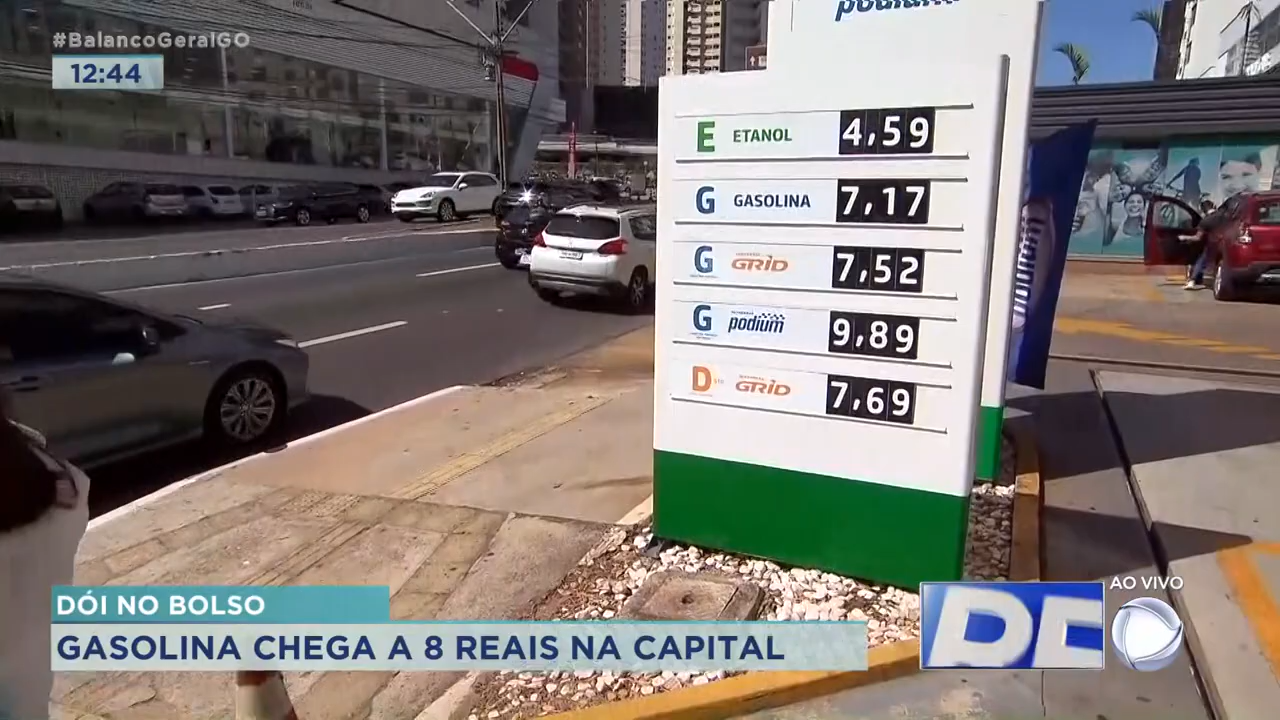 #BalancoGeralGO
12:44
podium
E ETANOL 4,59
G GASOLINA 7,17
G GRID 7,52
G podium 9,89
D GRID 7,69
DÓI NO BOLSO
GASOLINA CHEGA A 8 REAIS NA CAPITAL
AO VIVO